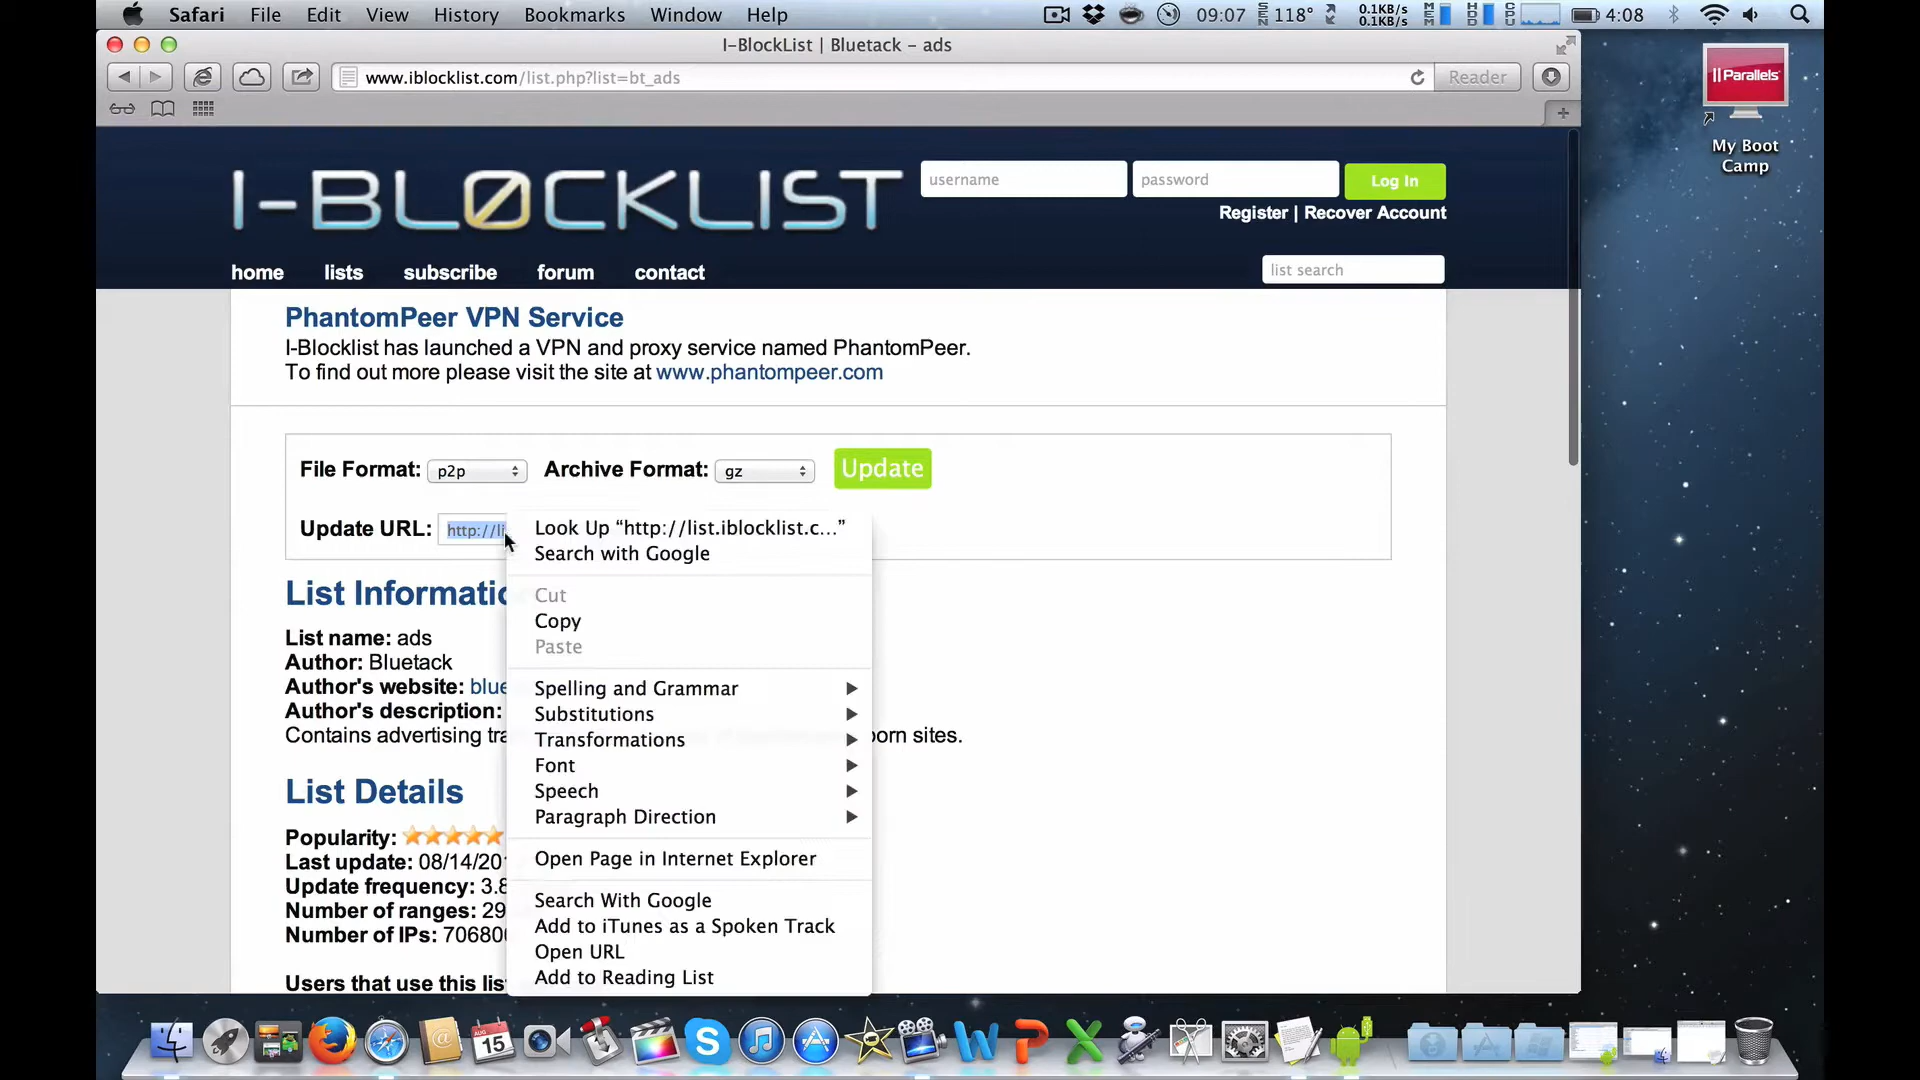 Safari File Edit View History Bookmarks Window Help 09:07 SEN 118° 0.1KB/s 0.1KB/s MEM HDD CPU 4:08
I-BlockList | Bluetack – ads
www.iblocklist.com/list.php?list=bt_ads Reader
|| Parallels
My Boot Camp
I-BLOCKLIST
username password Log In
Register | Recover Account
home lists subscribe forum contact list search
PhantomPeer VPN Service
I-Blocklist has launched a VPN and proxy service named PhantomPeer.
To find out more please visit the site at www.phantompeer.com
File Format: p2p Archive Format: gz Update
Update URL: http://li
List Informatio
List name: ads
Author: Bluetack
Author's website: blue
Author's description:
Contains advertising tra orn sites.
List Details
Popularity:
Last update: 08/14/20
Update frequency: 3.8
Number of ranges: 29
Number of IPs: 70680
Users that use this lis
Look Up “http://list.iblocklist.c...”
Search with Google
Cut
Copy
Paste
Spelling and Grammar
Substitutions
Transformations
Font
Speech
Paragraph Direction
Open Page in Internet Explorer
Search With Google
Add to iTunes as a Spoken Track
Open URL
Add to Reading List
AUG
15